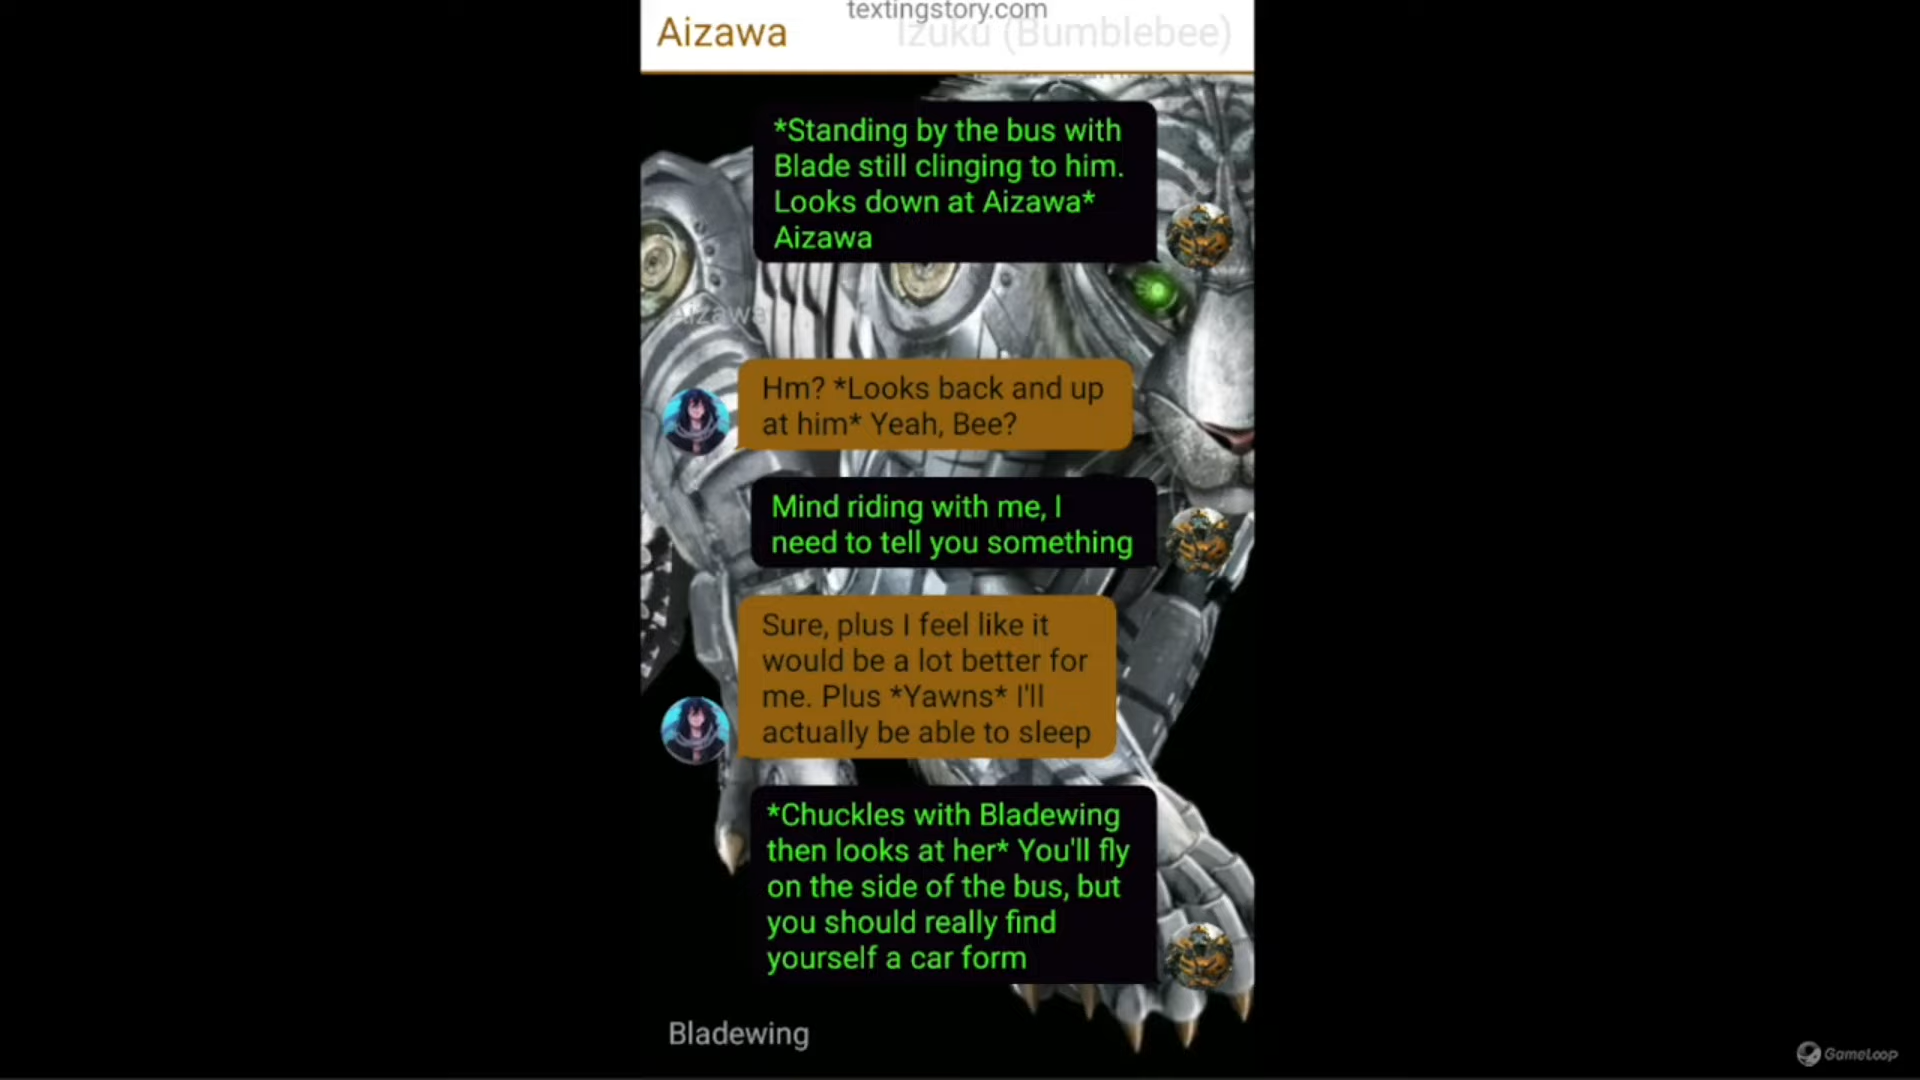 textingstory.com
Aizawa
Izuku (Bumblebee)
*Standing by the bus with
Blade still clinging to him.
Looks down at Aizawa*
Aizawa
Aizawa
Hm? *Looks back and up
at him* Yeah, Bee?
Mind riding with me, I
need to tell you something
Sure, plus I feel like it
would be a lot better for
me. Plus *Yawns* I'll
actually be able to sleep
*Chuckles with Bladewing
then looks at her* You'll fly
on the side of the bus, but
you should really find
yourself a car form
Bladewing
GameLoop